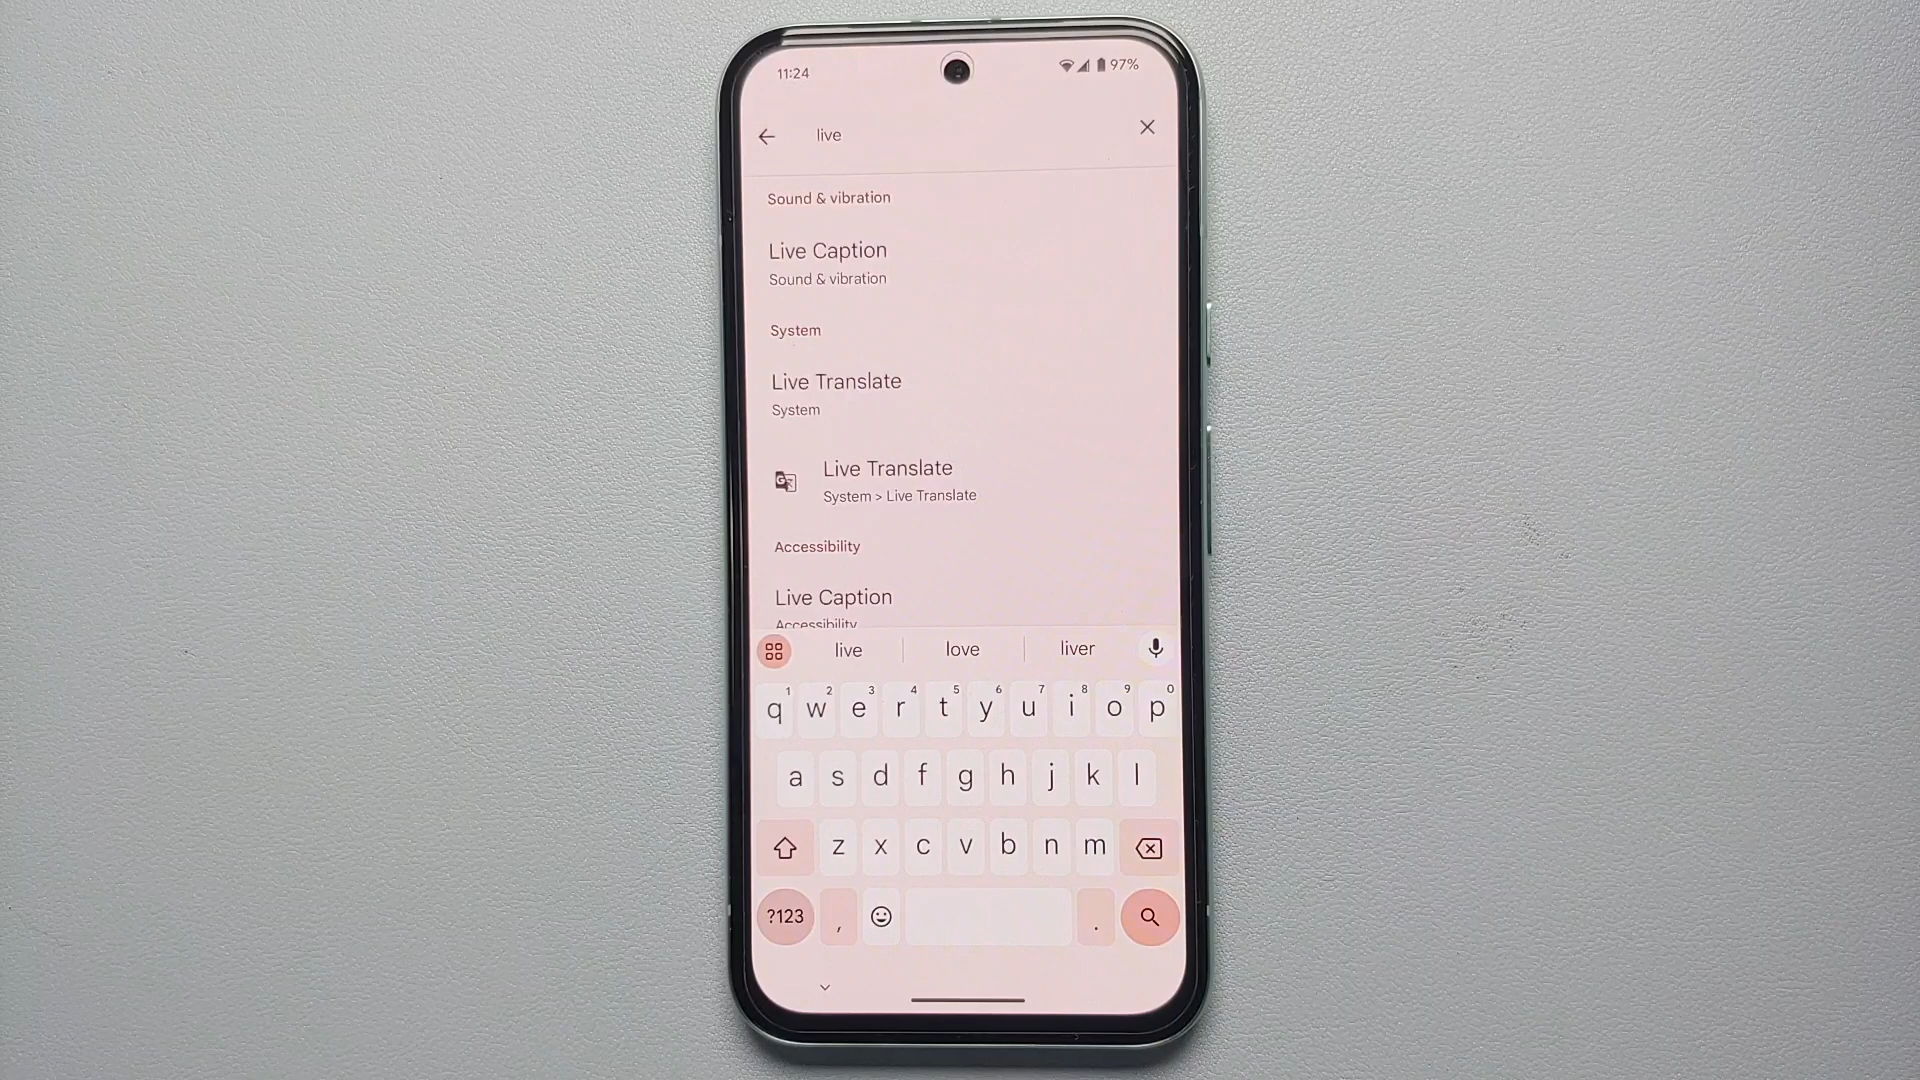 11:24 97%
live
Sound & vibration
Live Caption
Sound & vibration
System
Live Translate
System
Live Translate
System > Live Translate
Accessibility
Live Caption
Accessibility
live love liver
1 2 3 4 5 6 7 8 9 0
q w e r t y u i o p
a s d f g h j k l
z x c v b n m
?123 , .